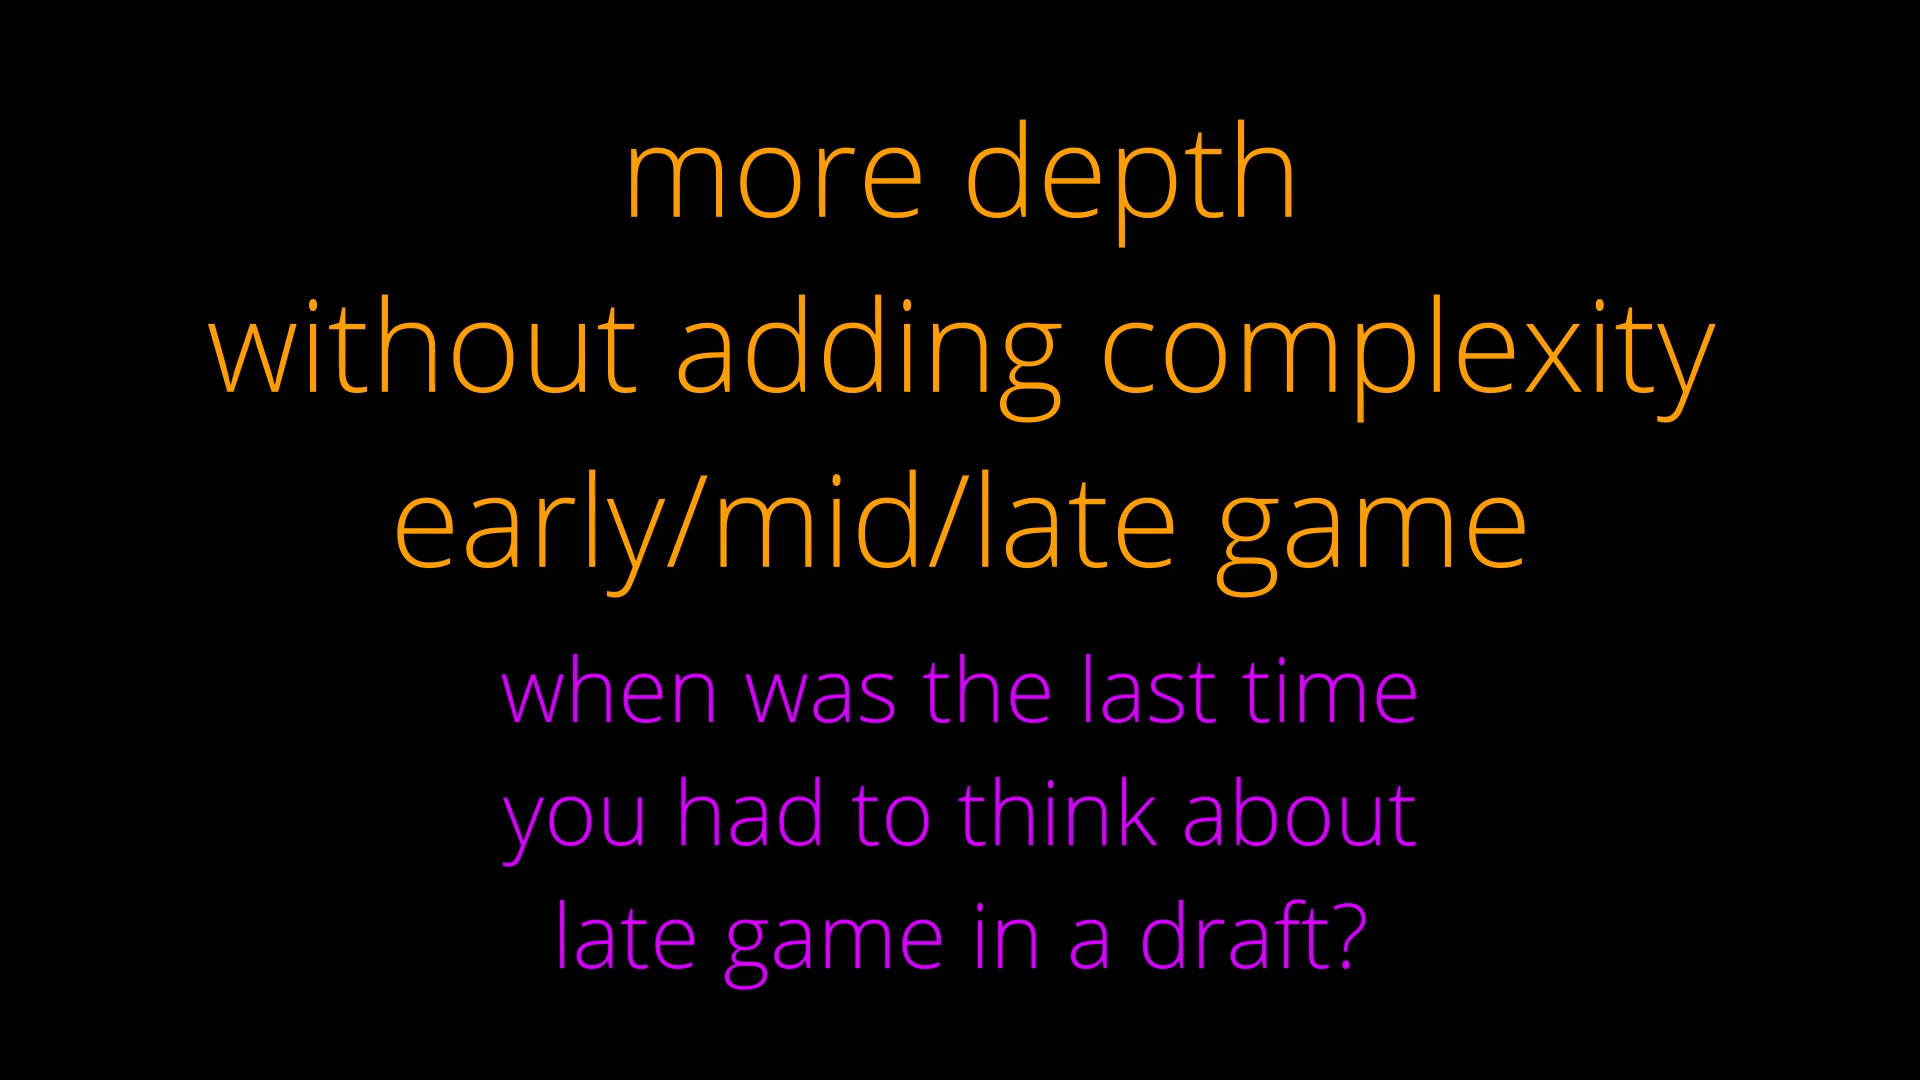 more depth
without adding complexity
early/mid/late game
when was the last time
you had to think about
late game in a draft?